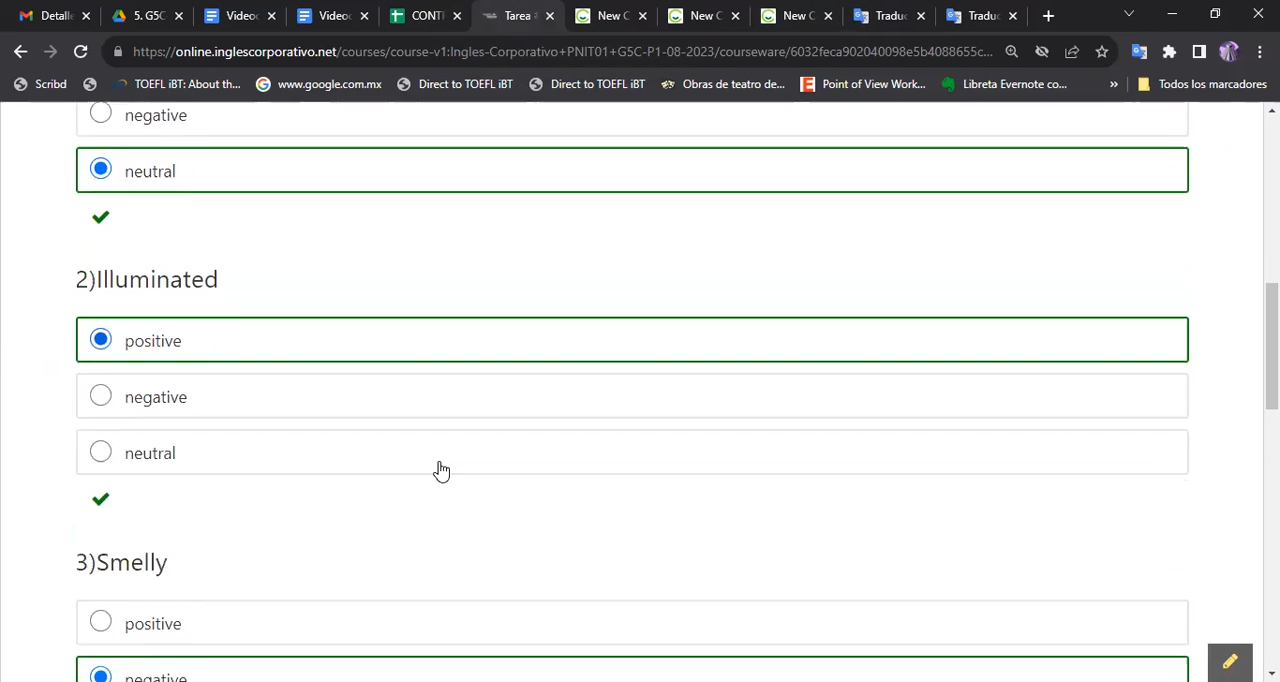 Detalle
5. G5C
Video
Video
CONTI
Tarea
New C
New C
New C
Traduc
Traduc
https://online.inglescorporativo.net/courses/course-v1:Ingles-Corporativo+PNIT01+G5C-P1-08-2023/courseware/6032feca902040098e5b4088655c...
Scribd
TOEFL iBT: About th...
www.google.com.mx
Direct to TOEFL iBT
Direct to TOEFL iBT
Obras de teatro de...
Point of View Work...
Libreta Evernote co...
»
Todos los marcadores
negative
neutral
2)Illuminated
positive
negative
neutral
3)Smelly
positive
negative